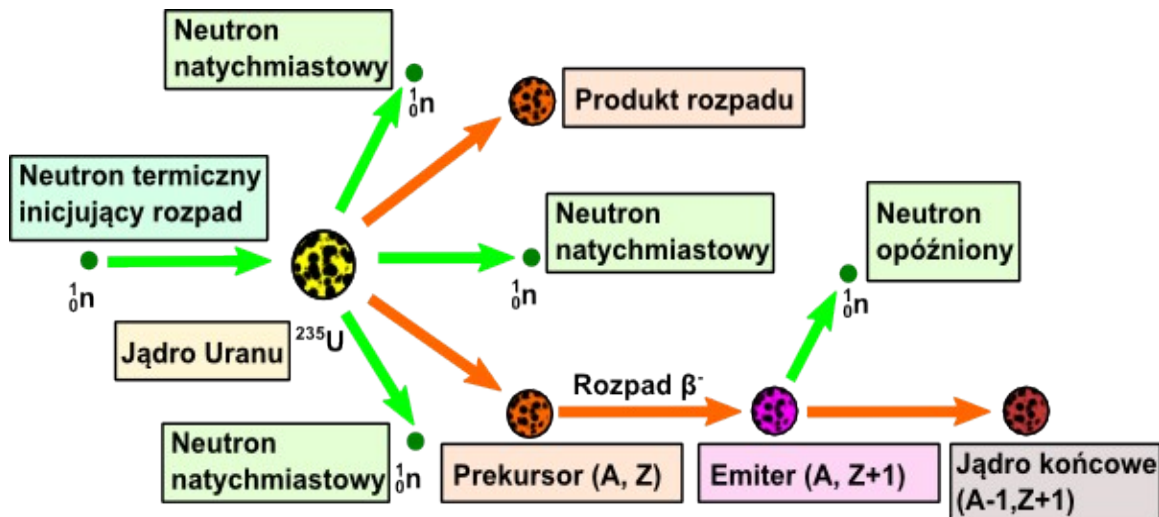 Neutron
natychmiastowy
¹₀n
Produkt rozpadu
Neutron termiczny
inicjujący rozpad
¹₀n
Neutron
natychmiastowy
¹₀n
Neutron
opóźniony
¹₀n
Jądro Uranu
²³⁵U
Neutron
natychmiastowy
¹₀n
Rozpad β⁻
Prekursor (A, Z)
Emiter (A, Z+1)
Jądro końcowe
(A-1,Z+1)